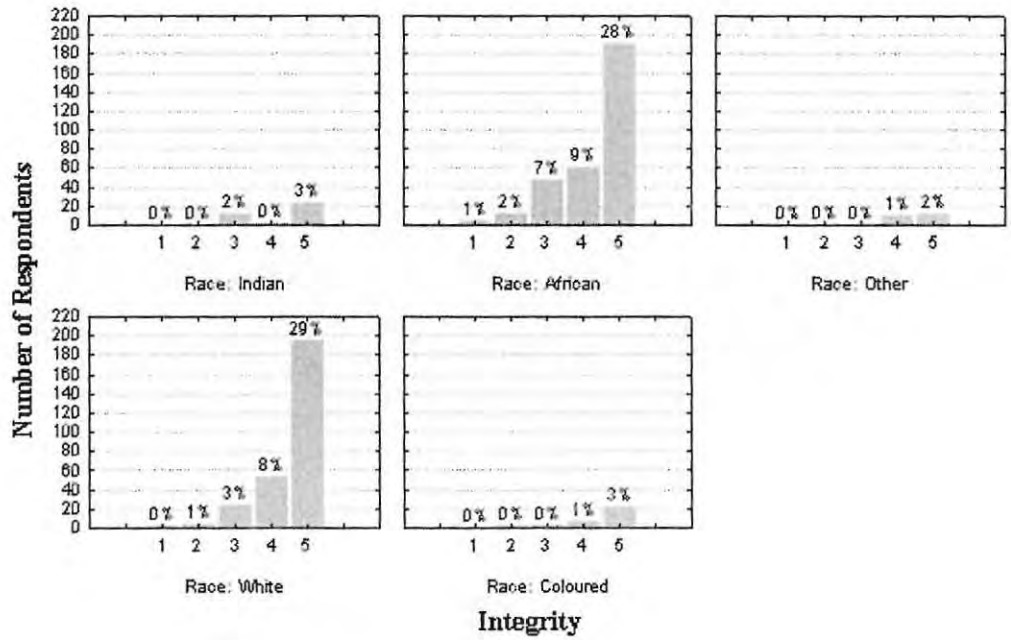 Number of Respondents
220
200
180
160
140
120
100
80
60
40
20
0
0% 0% 2% 0% 3%
1 2 3 4 5
Race: Indian
1% 2% 7% 9% 28%
1 2 3 4 5
Race: African
0% 0% 0% 1% 2%
1 2 3 4 5
Race: Other
220
200
180
160
140
120
100
80
60
40
20
0
0% 1% 3% 8% 29%
1 2 3 4 5
Race: White
0% 0% 0% 1% 3%
1 2 3 4 5
Race: Coloured
Integrity